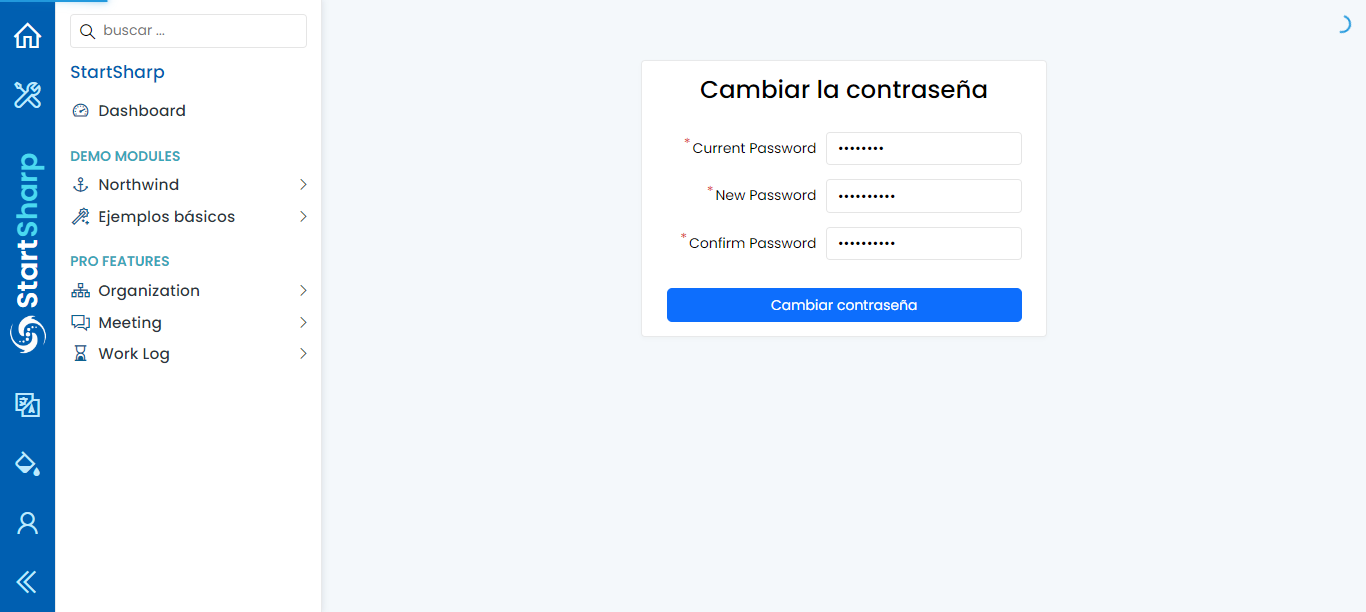 buscar ...
StartSharp
Dashboard
DEMO MODULES
Northwind
Ejemplos básicos
PRO FEATURES
Organization
Meeting
Work Log
StartSharp
Cambiar la contraseña
*Current Password ••••••••
*New Password ••••••••••
*Confirm Password ••••••••••
Cambiar contraseña